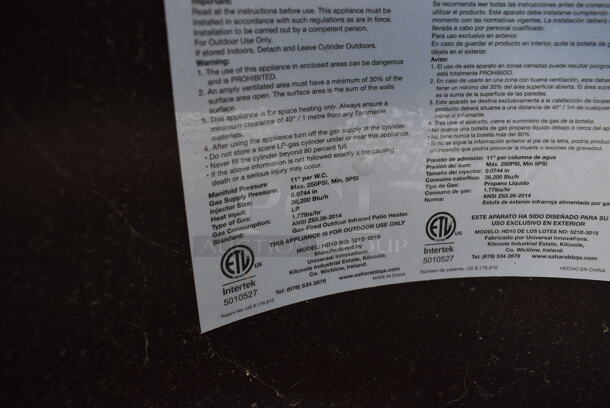 Important:
Read all the instructions before use. This appliance must be
installed in accordance with such regulations as are in force.
Installation to be carried out by a competent person.
For Outdoor Use Only.
If stored Indoors, Detach and Leave Cylinder Outdoors.
Warning:
1. The use of this appliance in enclosed areas can be dangerous
and is PROHIBITED.
2. An amply ventilated area must have a minimum of 30% of the
surface area open. The surface area is the sum of the walls
surface.
3. This appliance is for space heating only. Always ensure a
minimum clearance of 40" / 1 metre from any flammable
materials.
4. After using the appliance turn off the gas supply at the cylinder.
• Do not store a spare LP-gas cylinder under or near this appliance
• Never fill the cylinder beyond 80 percent full.
• If the above information is not followed exactly a fire causing
death or a serious injury may occur.
Manifold Pressure 11" per W.C.
Gas Supply Pressure: Max. 250PSI, Min. 5PSI
Injector Size: 0.0744 in
Heat input: 38,200 Btu/h
Type of Gas: LP
Gas Consumption: 1.77lbs/hr
Standard: ANSI Z83.26-2014
Gas-Fired Outdoor Infrared Patio Heater.
THIS APPLIANCE IS FOR OUTDOOR USE ONLY
MODEL: HD10 NO: 521D-2019
Manufactured by
Universal Innovations.
Kilcoole Industrial Estate, Kilcoole,
Co. Wicklow, Ireland.
ETL US
Intertek
5010527
Tel: (678) 534 2876 www.saharabbqs.com
Patent No: US 8,176,910 MADE IN CHINA
Se recomienda leer todas las instrucciones antes de com
utilizar el producto. Este aparato debe instalarse cumpliendo
momento con las normativas vigentes. La instalación deberá
llevada a cabo por personal cualificado.
Para uso exclusivo en exterior.
En caso de guardar el producto en interior, quite la botella de g
déjela en el exterior.
Aviso:
1. El uso de este aparato en zonas cerradas puede resultar peligro
está totalmente PROHIBIDO.
2. En caso de usarlo en una zona con buena ventilación, este debe
tener un mínimo del 30% del área superficial abierta. El área supe
es la suma de la superficie de las paredes.
3. Este aparato se destina exclusivamente a la calefacción de locale
producto deberá situarse a una distancia de 40" / 1m de cualquier
material inflamable.
4. Tras usar el aparato, cierre el suministro de gas de la botella.
• No guarde una botella de gas propano líquido debajo o cerca del ap
• No llene nunca la botella más del 80%
• Si no se sigue la información anterior al pie de la letra, podría produc
un incendio que podría provocar la muerte o lesiones de gravedad.
Presión de admisión: 11" por columna de agua
Presión de gas: Máx. 250PSI, Mín. 5PSI
Tamaño del inyector: 0.0744 in
Consumo calorífico: 38,200 Btu/h
Tipo de Gas: Propano Líquido
Consumo de gas: 1.77lbs/hr
Norma: ANSI Z83.26-2014
Estufa de exterior infrarroja alimentada por gas
ESTE APARATO HA SIDO DISEÑADO PARA SU
USO EXCLUSIVO EN EXTERIOR
MODELO: HD10 DE LOS LOTES NO: 521D-2019
Fabricado por Universal Innovations.
Kilcoole Industrial Estate, Kilcoole,
Co. Wicklow, Ireland.
ETL US
Intertek
5010527
Tel: (678) 534 2876 www.saharabbqs.com
Número de patente: US 8,176,910 HECHO EN CHINA